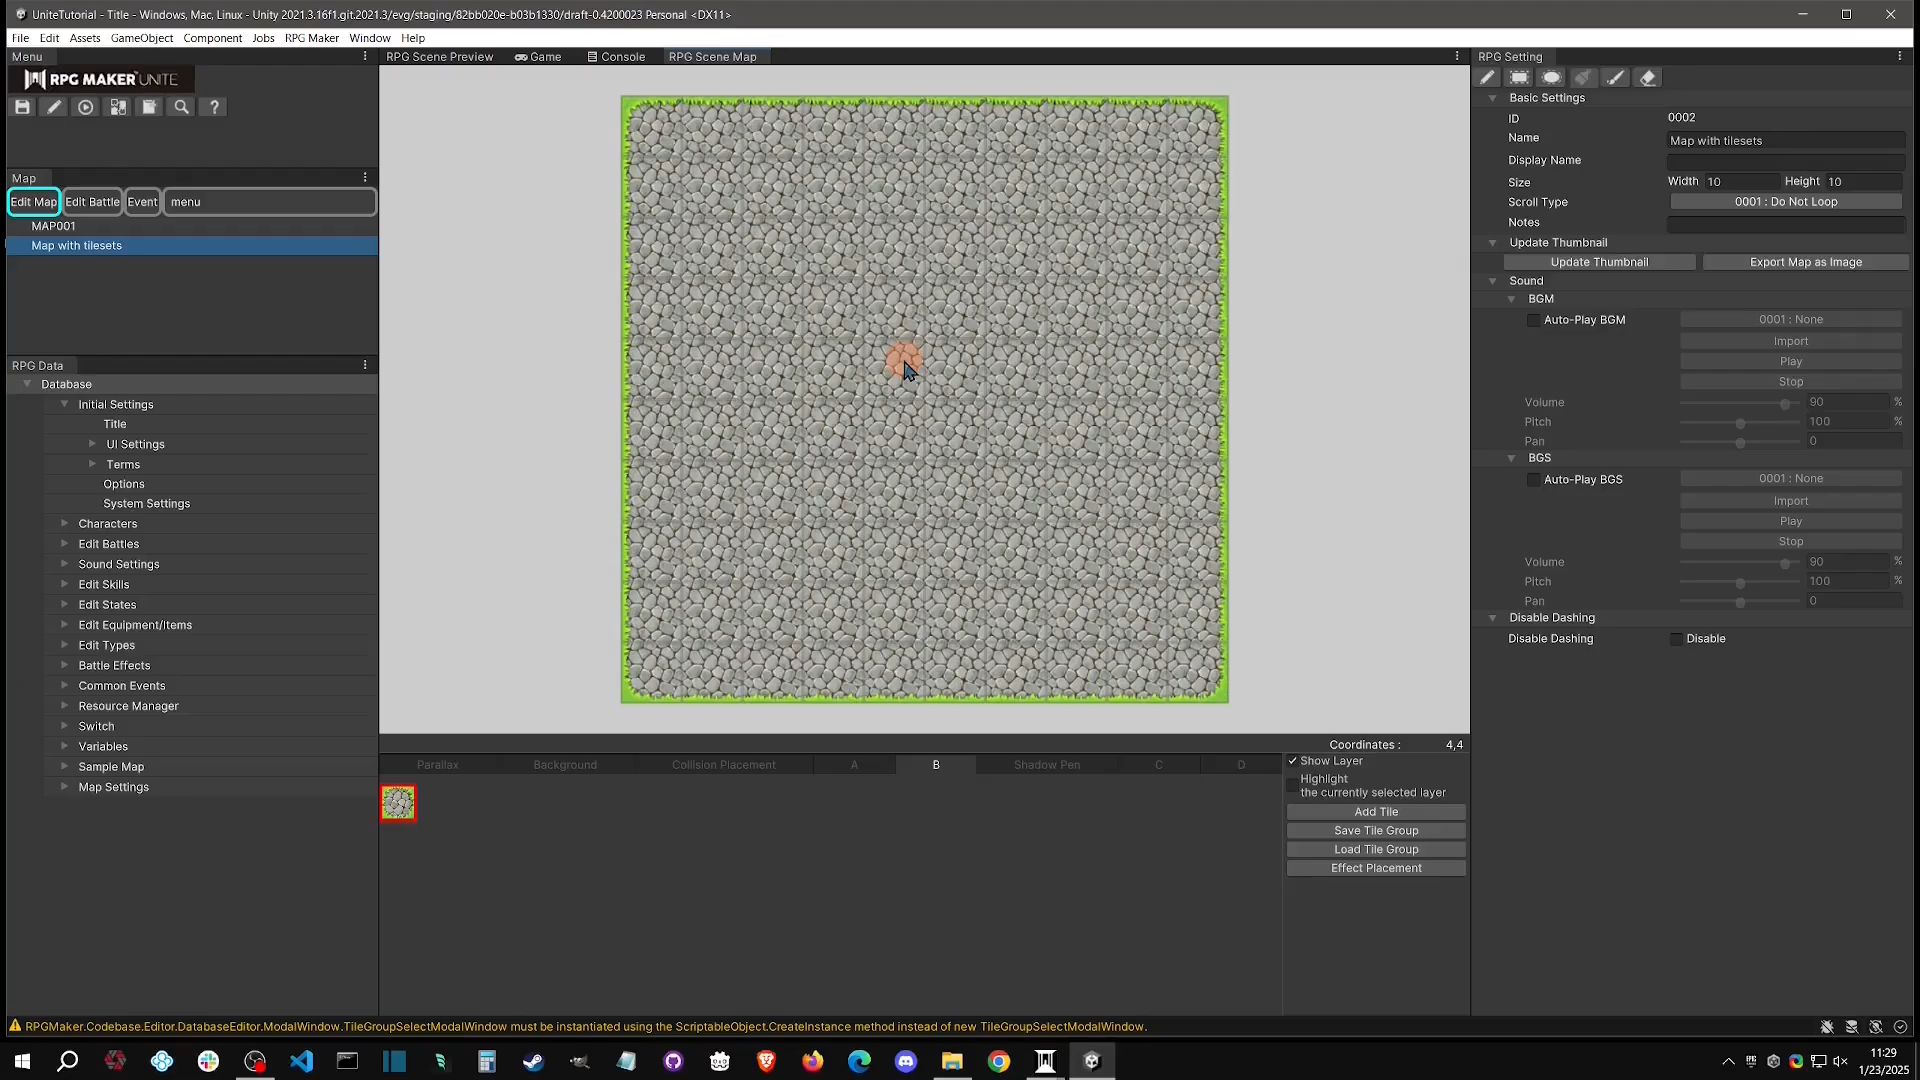 UniteTutorial - Title - Windows, Mac, Linux - Unity 2021.3.16f1.git.2021.3/evg/staging/82bb020e-b03b1330/draft-0.4200023 Personal <DX11>
File Edit Assets GameObject Component Jobs RPG Maker Window Help
Menu
RPG MAKER UNITE
?
Map
Edit Map Edit Battle Event menu
MAP001
Map with tilesets
RPG Data
Database
Initial Settings
Title
UI Settings
Terms
Options
System Settings
Characters
Edit Battles
Sound Settings
Edit Skills
Edit States
Edit Equipment/Items
Edit Types
Battle Effects
Common Events
Resource Manager
Switch
Variables
Sample Map
Map Settings
RPG Scene Preview Game Console RPG Scene Map
Coordinates : 4,4
Parallax Background Collision Placement A B Shadow Pen C D
Show Layer
Highlight
the currently selected layer
Add Tile
Save Tile Group
Load Tile Group
Effect Placement
RPG Setting
Basic Settings
ID 0002
Name Map with tilesets
Display Name
Size Width 10 Height 10
Scroll Type 0001 : Do Not Loop
Notes
Update Thumbnail
Update Thumbnail Export Map as Image
Sound
BGM
Auto-Play BGM 0001 : None
Import
Play
Stop
Volume 90 %
Pitch 100 %
Pan 0
BGS
Auto-Play BGS 0001 : None
Import
Play
Stop
Volume 90 %
Pitch 100 %
Pan 0
Disable Dashing
Disable Dashing Disable
RPGMaker.Codebase.Editor.DatabaseEditor.ModalWindow.TileGroupSelectModalWindow must be instantiated using the ScriptableObject.CreateInstance method instead of new TileGroupSelectModalWindow.
11:29
1/23/2025